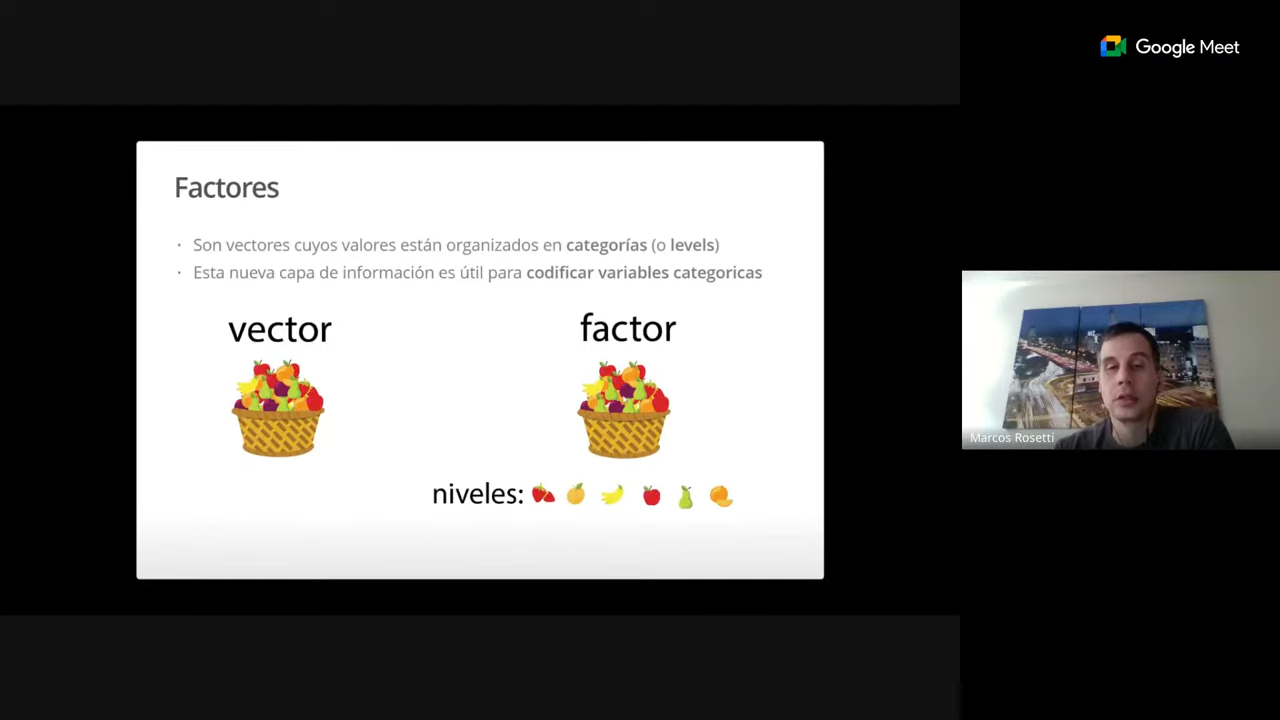 Google Meet
Factores
· Son vectores cuyos valores están organizados en categorías (o levels)
· Esta nueva capa de información es útil para codificar variables categoricas
vector
factor
niveles:
Marcos Rosetti